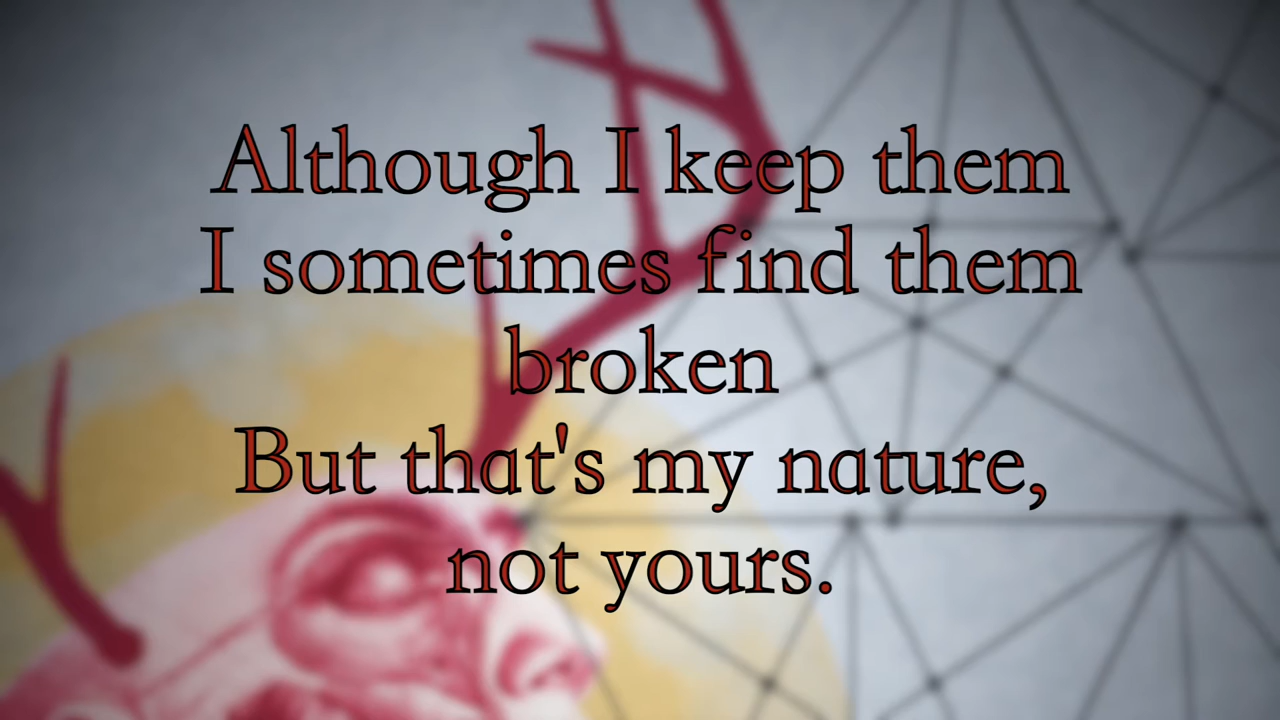 Although I keep them
I sometimes find them
broken
But that's my nature,
not yours.